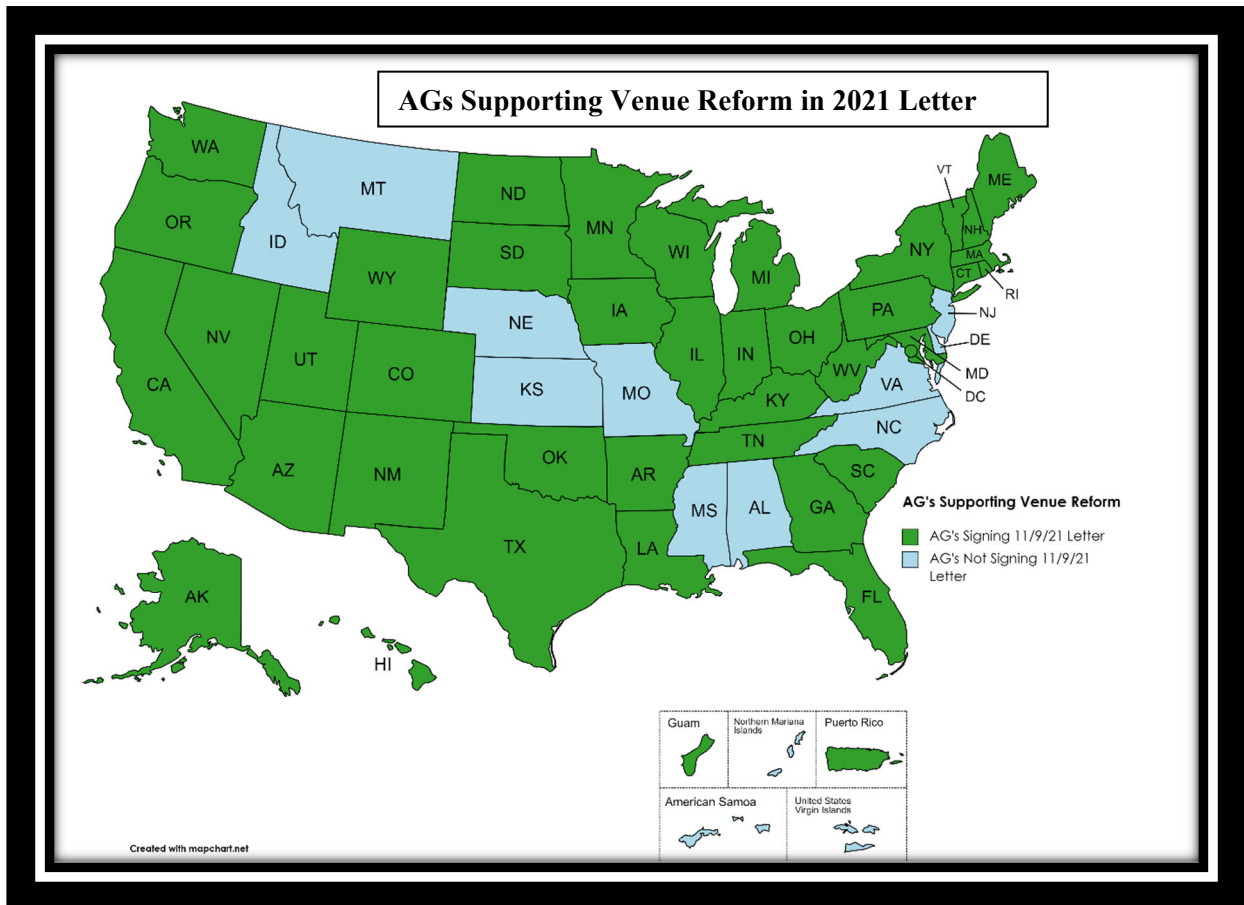 AGs Supporting Venue Reform in 2021 Letter
WA
MT
ND
MN
VT
ME
OR
ID
SD
WI
MI
NY
NH
MA
CT
RI
WY
IA
PA
NJ
NE
OH
DE
NV
UT
CO
IL
IN
WV
VA
MD
DC
CA
KS
MO
KY
NC
TN
AZ
NM
OK
AR
SC
MS
AL
GA
TX
LA
FL
AG's Supporting Venue Reform
AG's Signing 11/9/21 Letter
AG's Not Signing 11/9/21
Letter
AK
HI
Guam
Northern Mariana
Islands
Puerto Rico
American Samoa
United States
Virgin Islands
Created with mapchart.net